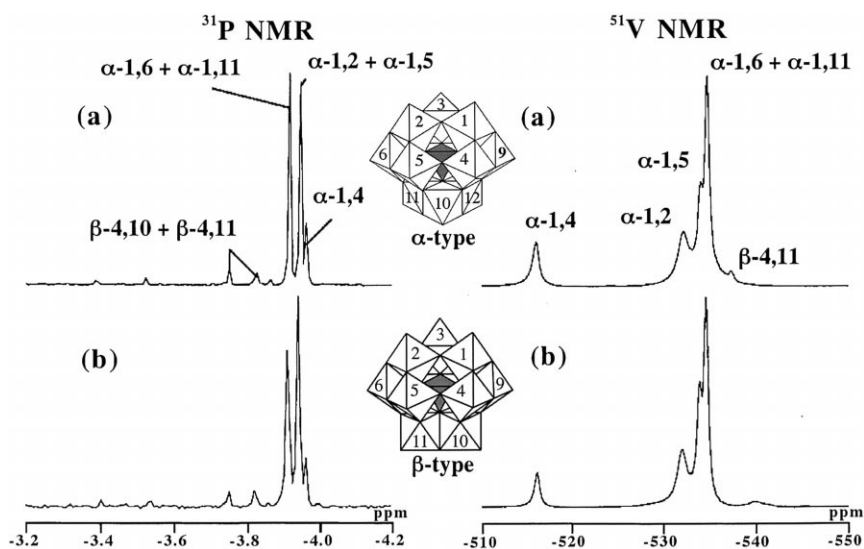 ³¹P NMR
⁵¹V NMR
α-1,6 + α-1,11
α-1,2 + α-1,5
α-1,6 + α-1,11
(a)
3
2 1
6 5 4 9
11 10 12
α-type
(a)
α-1,5
α-1,4
α-1,4
α-1,2
β-4,10 + β-4,11
β-4,11
(b)
3
2 1
6 5 4 9
11 10
β-type
(b)
ppm
ppm
-3.2 -3.4 -3.6 -3.8 -4.0 -4.2
-510 -520 -530 -540 -550